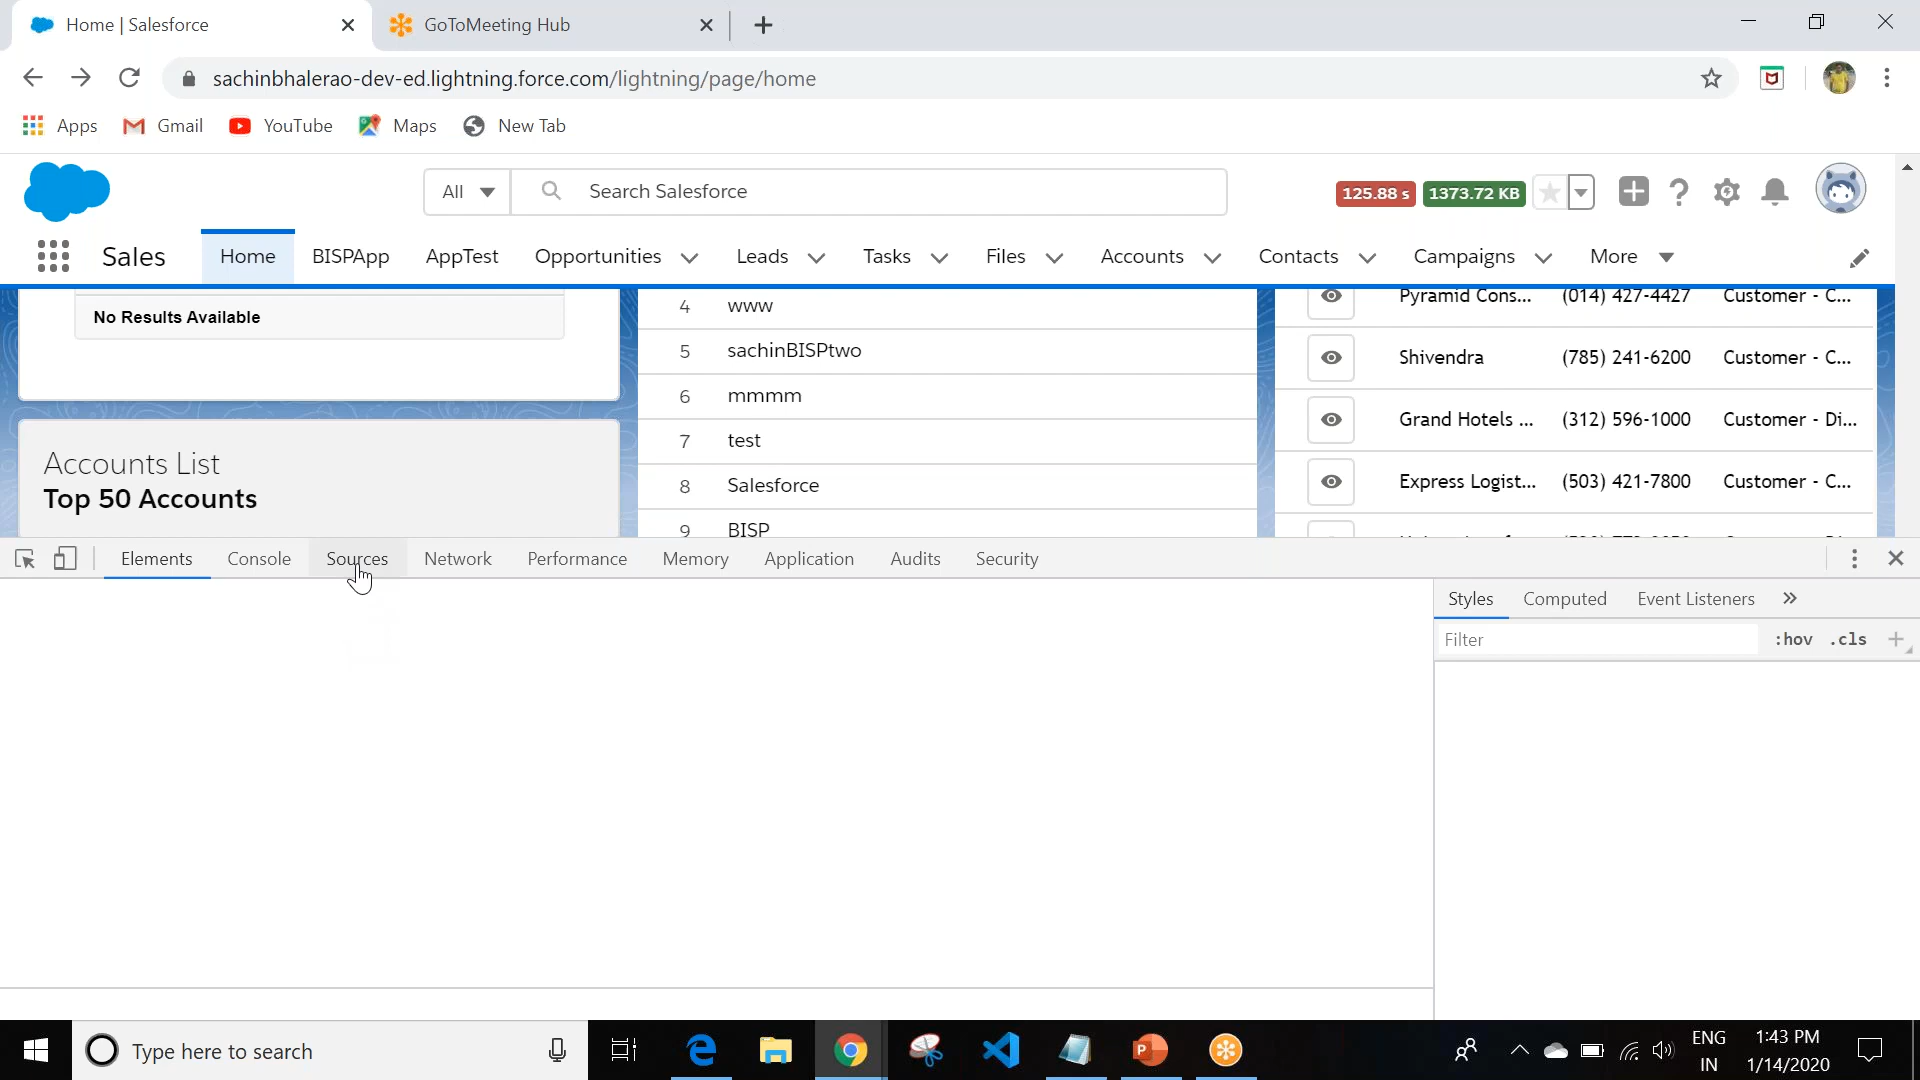 Home | Salesforce
GoToMeeting Hub
sachinbhalerao-dev-ed.lightning.force.com/lightning/page/home
Apps
Gmail
YouTube
Maps
New Tab
All
Search Salesforce
125.88 s
1373.72 KB
Sales
Home
BISPApp
AppTest
Opportunities
Leads
Tasks
Files
Accounts
Contacts
Campaigns
More
No Results Available
Accounts List
Top 50 Accounts
4 www
5 sachinBISPtwo
6 mmmm
7 test
8 Salesforce
9 BISP
Pyramid Cons... (014) 427-4427 Customer - C...
Shivendra (785) 241-6200 Customer - C...
Grand Hotels ... (312) 596-1000 Customer - Di...
Express Logist... (503) 421-7800 Customer - C...
Elements
Console
Sources
Network
Performance
Memory
Application
Audits
Security
Styles
Computed
Event Listeners
Filter
:hov
.cls
Type here to search
ENG
IN
1:43 PM
1/14/2020